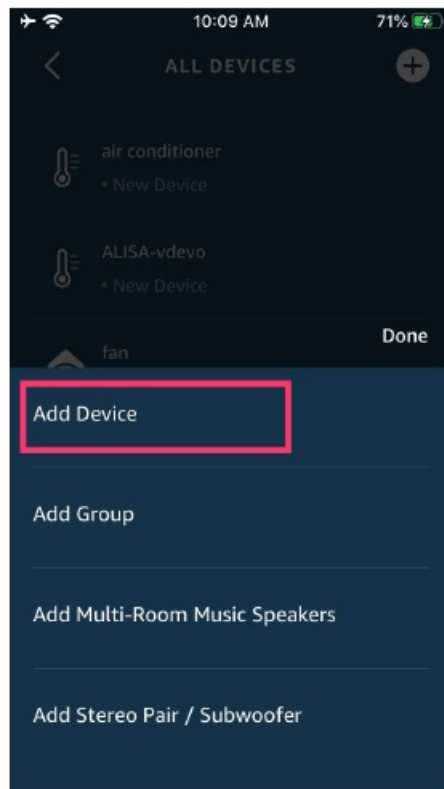 10:09 AM
71%
ALL DEVICES
air conditioner
• New Device
ALISA-vdevo
• New Device
Done
fan
Add Device
Add Group
Add Multi-Room Music Speakers
Add Stereo Pair / Subwoofer